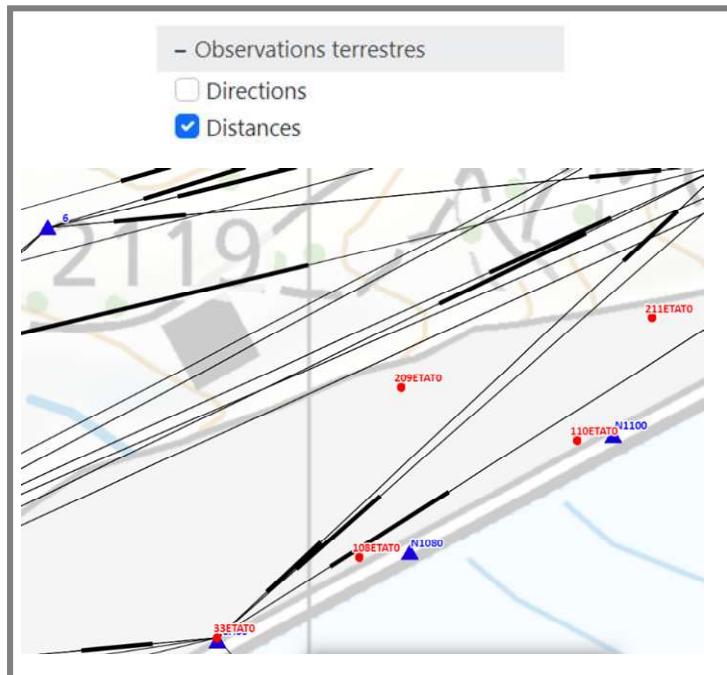 – Observations terrestres
Directions
Distances
6
2119
211ETAT0
209ETAT0
N1100
110ETAT0
N1080
108ETAT0
33ETAT0